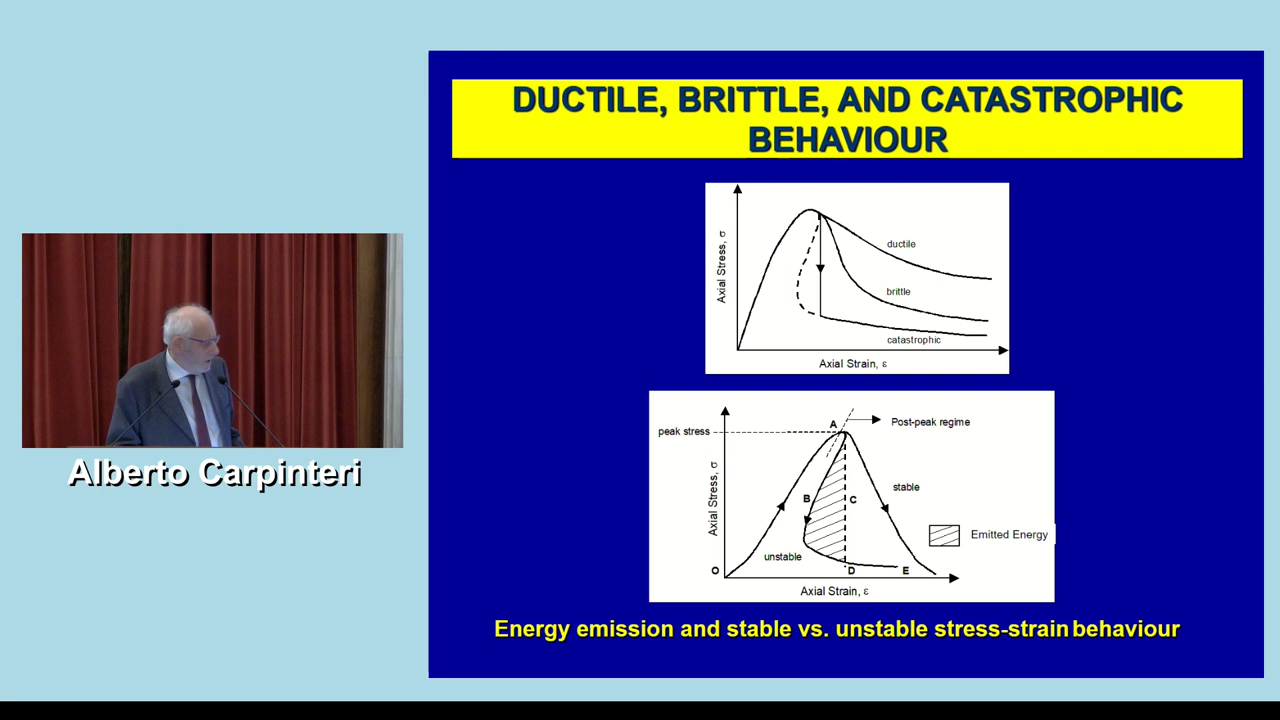 DUCTILE, BRITTLE, AND CATASTROPHIC
BEHAVIOUR
Axial Stress, σ
ductile
brittle
catastrophic
Axial Strain, ε
A
Post-peak regime
peak stress
Axial Stress, σ
B
C
stable
Emitted Energy
unstable
O
D
E
Axial Strain, ε
Energy emission and stable vs. unstable stress-strain behaviour
Alberto Carpinteri